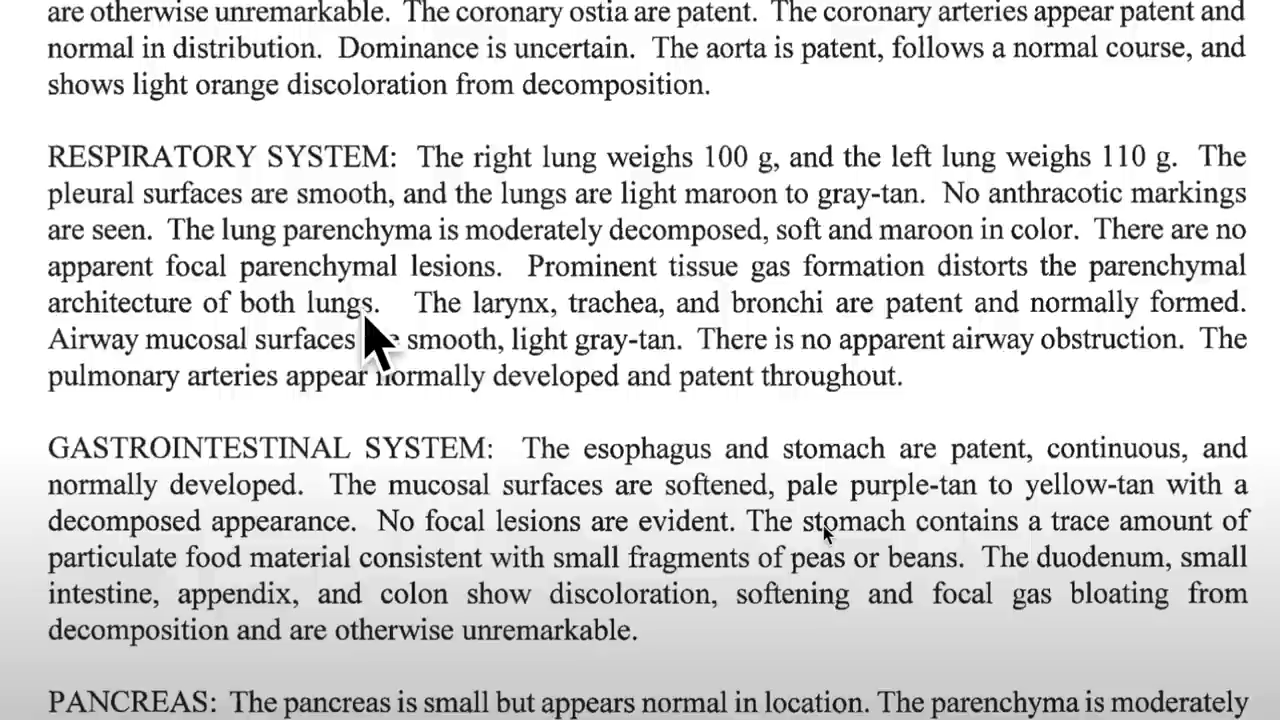 are otherwise unremarkable. The coronary ostia are patent. The coronary arteries appear patent and
normal in distribution. Dominance is uncertain. The aorta is patent, follows a normal course, and
shows light orange discoloration from decomposition.
RESPIRATORY SYSTEM: The right lung weighs 100 g, and the left lung weighs 110 g. The
pleural surfaces are smooth, and the lungs are light maroon to gray-tan. No anthracotic markings
are seen. The lung parenchyma is moderately decomposed, soft and maroon in color. There are no
apparent focal parenchymal lesions. Prominent tissue gas formation distorts the parenchymal
architecture of both lungs. The larynx, trachea, and bronchi are patent and normally formed.
Airway mucosal surfaces smooth, light gray-tan. There is no apparent airway obstruction. The
pulmonary arteries appear normally developed and patent throughout.
GASTROINTESTINAL SYSTEM: The esophagus and stomach are patent, continuous, and
normally developed. The mucosal surfaces are softened, pale purple-tan to yellow-tan with a
decomposed appearance. No focal lesions are evident. The stomach contains a trace amount of
particulate food material consistent with small fragments of peas or beans. The duodenum, small
intestine, appendix, and colon show discoloration, softening and focal gas bloating from
decomposition and are otherwise unremarkable.
PANCREAS: The pancreas is small but appears normal in location. The parenchyma is moderately